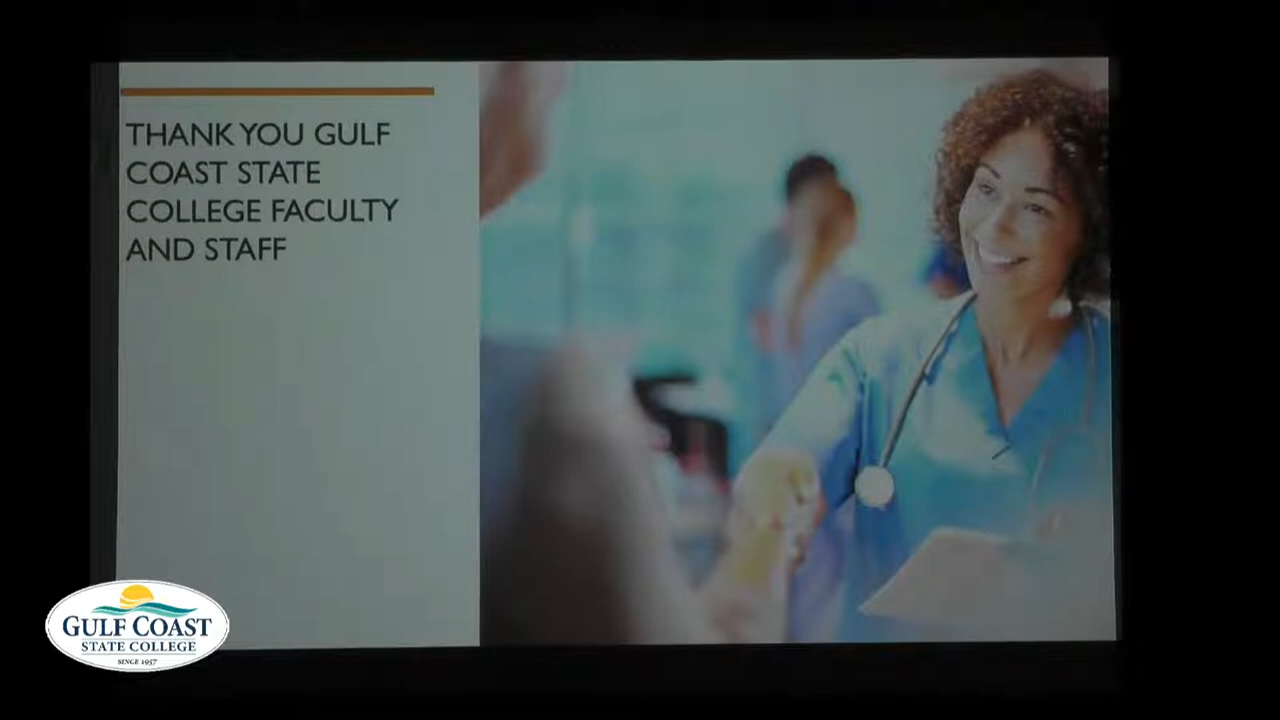 THANK YOU GULF
COAST STATE
COLLEGE FACULTY
AND STAFF
GULF COAST
STATE COLLEGE
SINCE 1957